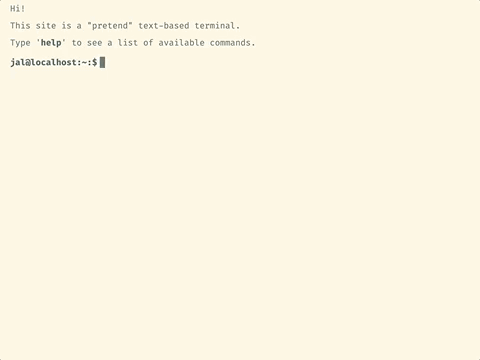 Hi!
This site is a "pretend" text-based terminal.
Type 'help' to see a list of available commands.
jal@localhost:~:$